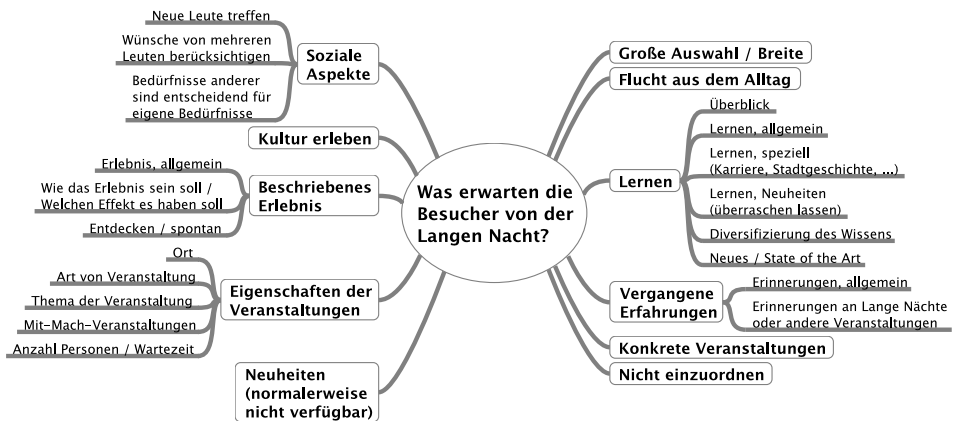 Was erwarten die
Besucher von der
Langen Nacht?
Soziale
Aspekte
Neue Leute treffen
Wünsche von mehreren
Leuten berücksichtigen
Bedürfnisse anderer
sind entscheidend für
eigene Bedürfnisse
Kultur erleben
Beschriebenes
Erlebnis
Erlebnis, allgemein
Wie das Erlebnis sein soll /
Welchen Effekt es haben soll
Entdecken / spontan
Eigenschaften der
Veranstaltungen
Ort
Art von Veranstaltung
Thema der Veranstaltung
Mit-Mach-Veranstaltungen
Anzahl Personen / Wartezeit
Neuheiten
(normalerweise
nicht verfügbar)
Große Auswahl / Breite
Flucht aus dem Alltag
Lernen
Überblick
Lernen, allgemein
Lernen, speziell
(Karriere, Stadtgeschichte, ...)
Lernen, Neuheiten
(überraschen lassen)
Diversifizierung des Wissens
Neues / State of the Art
Vergangene
Erfahrungen
Erinnerungen, allgemein
Erinnerungen an Lange Nächte
oder andere Veranstaltungen
Konkrete Veranstaltungen
Nicht einzuordnen